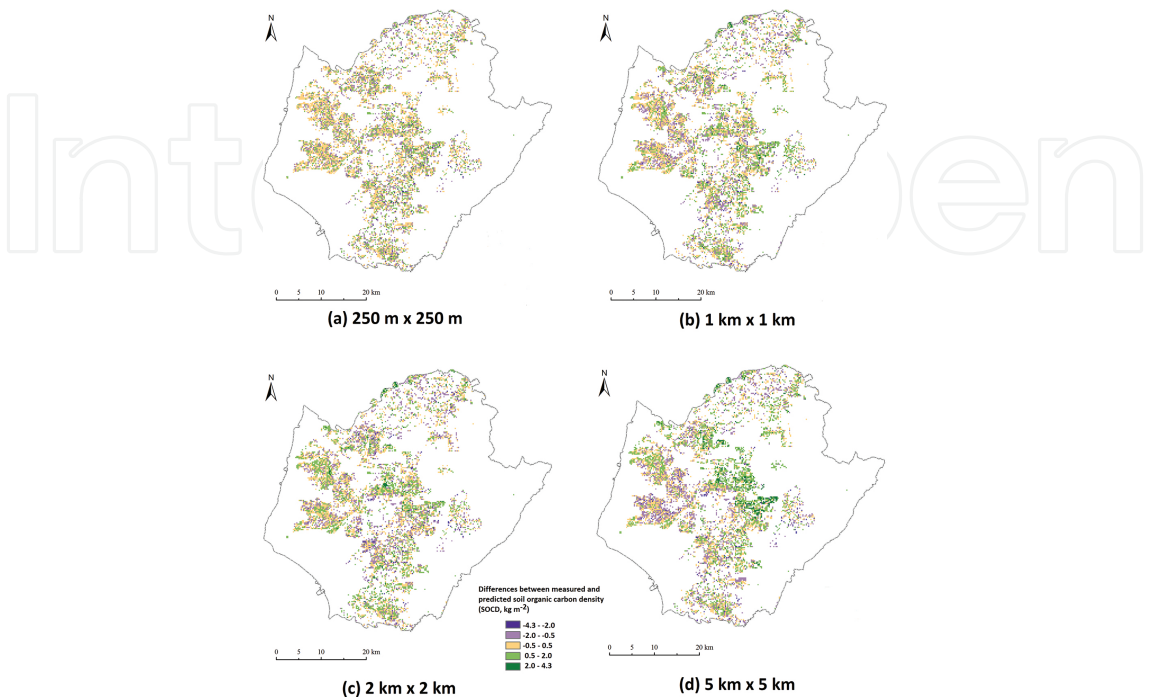 N
N
0 5 10 20 km
0 5 10 20 km
(a) 250 m x 250 m
(b) 1 km x 1 km
N
N
Differences between measured and
predicted soil organic carbon density
(SOCD, kg m⁻²)
-4.3 - -2.0
-2.0 - -0.5
-0.5 - 0.5
0.5 - 2.0
2.0 - 4.3
0 5 10 20 km
0 5 10 20 km
(c) 2 km x 2 km
(d) 5 km x 5 km